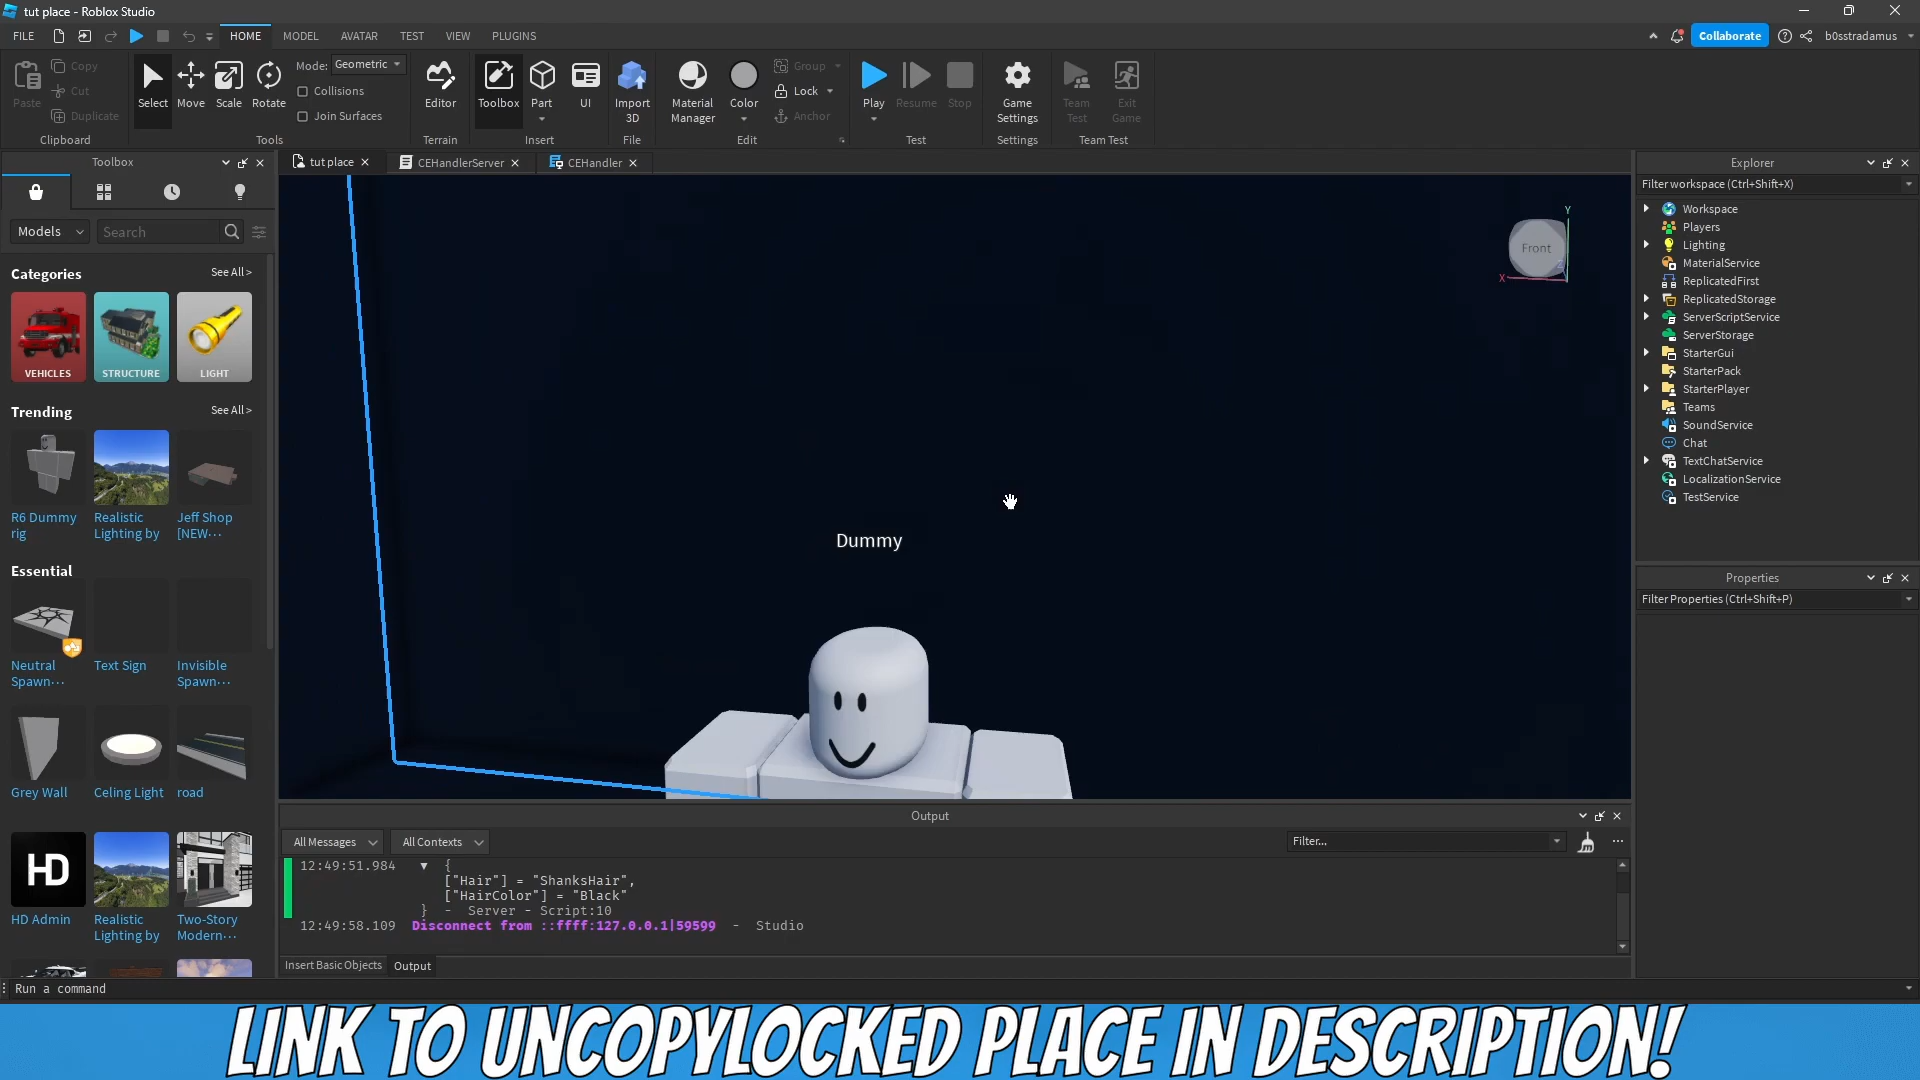 tut place - Roblox Studio
FILE HOME MODEL AVATAR TEST VIEW PLUGINS Collaborate b0sstradamus
Paste Copy Cut Duplicate Clipboard
Select Move Scale Rotate Mode: Geometric Collisions Join Surfaces Tools
Editor Terrain
Toolbox Part UI Insert
Import 3D File
Material Manager Color Group Lock Anchor Edit
Play Resume Stop Test
Game Settings Settings
Team Test Exit Game Team Test
Toolbox
tut place CEHandlerServer CEHandler
Models Search
Categories See All >
VEHICLES STRUCTURE LIGHT
Trending See All >
R6 Dummy rig
Realistic Lighting by
Jeff Shop [NEW...
Essential
Neutral Spawn...
Text Sign
Invisible Spawn...
Grey Wall Celing Light road
HD
HD Admin
Realistic Lighting by
Two-Story Modern...
Front
Y
X
Z
Dummy
Output
All Messages All Contexts Filter...
12:49:51.984 ▼ {
["Hair"] = "ShanksHair",
["HairColor"] = "Black"
} - Server - Script:10
12:49:58.109 Disconnect from ::ffff:127.0.0.1|59599 - Studio
Insert Basic Objects Output
Run a command
Explorer
Filter workspace (Ctrl+Shift+X)
Workspace
Players
Lighting
MaterialService
ReplicatedFirst
ReplicatedStorage
ServerScriptService
ServerStorage
StarterGui
StarterPack
StarterPlayer
Teams
SoundService
Chat
TextChatService
LocalizationService
TestService
Properties
Filter Properties (Ctrl+Shift+P)
LINK TO UNCOPYLOCKED PLACE IN DESCRIPTION!